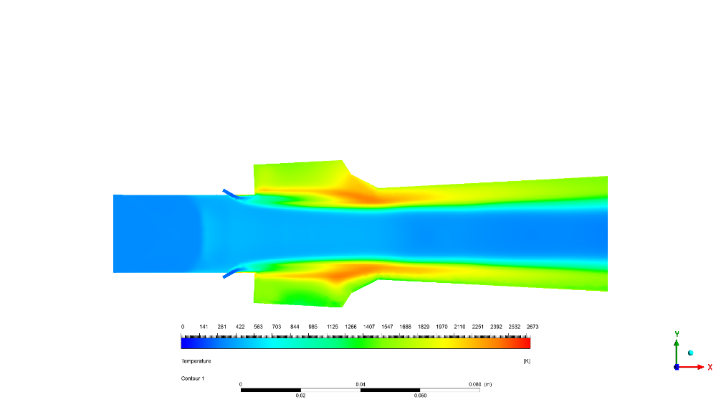 0 141 281 422 563 703 844 985 1125 1266 1407 1547 1688 1829 1970 2110 2251 2392 2532 2673
Temperature [K]
Contour 1
0 0.04 0.080 (m)
0.02 0.060
Y
X